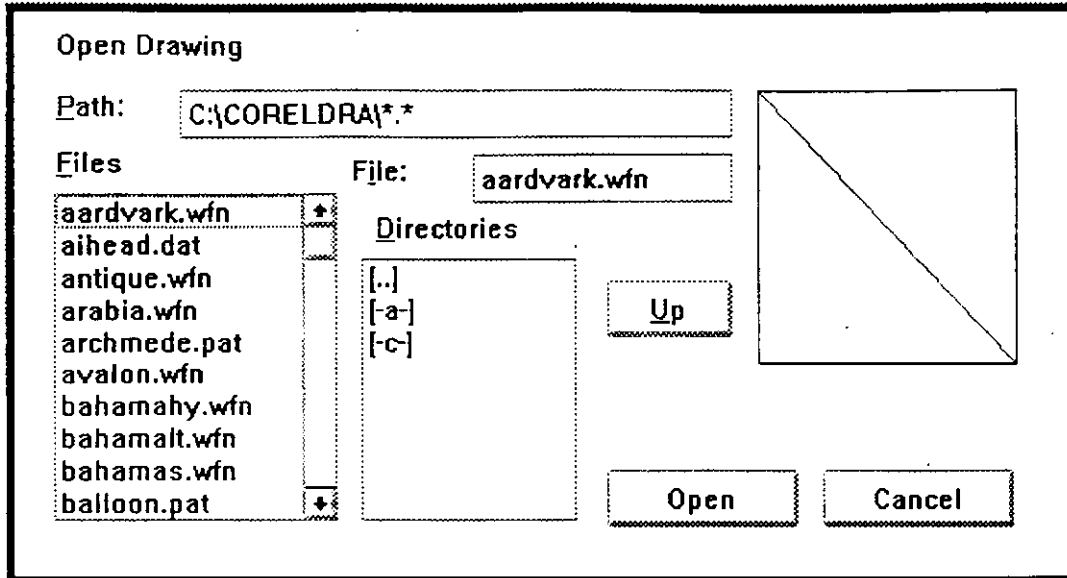 Open Drawing
Path: C:\CORELDRA\*.*
Files
File: aardvark.wfn
aardvark.wfn
aihead.dat
antique.wfn
arabia.wfn
archmede.pat
avalon.wfn
bahamahy.wfn
bahamalt.wfn
bahamas.wfn
balloon.pat
Directories
[..]
[-a-]
[-c-]
Up
Open
Cancel